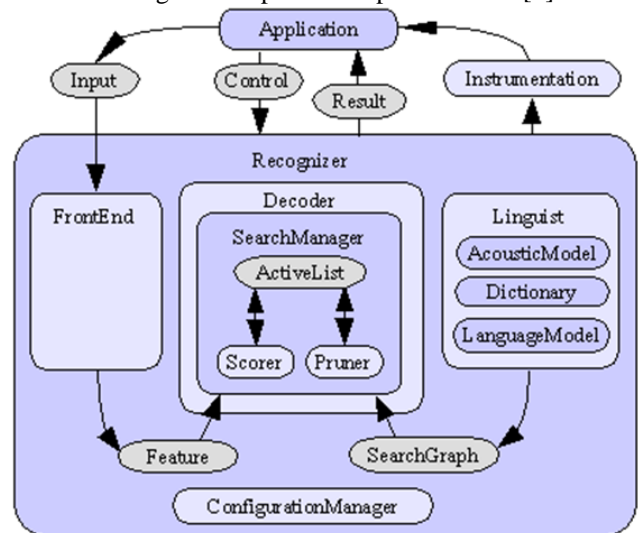 Application
Input
Control
Result
Instrumentation
Recognizer
FrontEnd
Decoder
SearchManager
ActiveList
Scorer
Pruner
Linguist
AcousticModel
Dictionary
LanguageModel
Feature
SearchGraph
ConfigurationManager